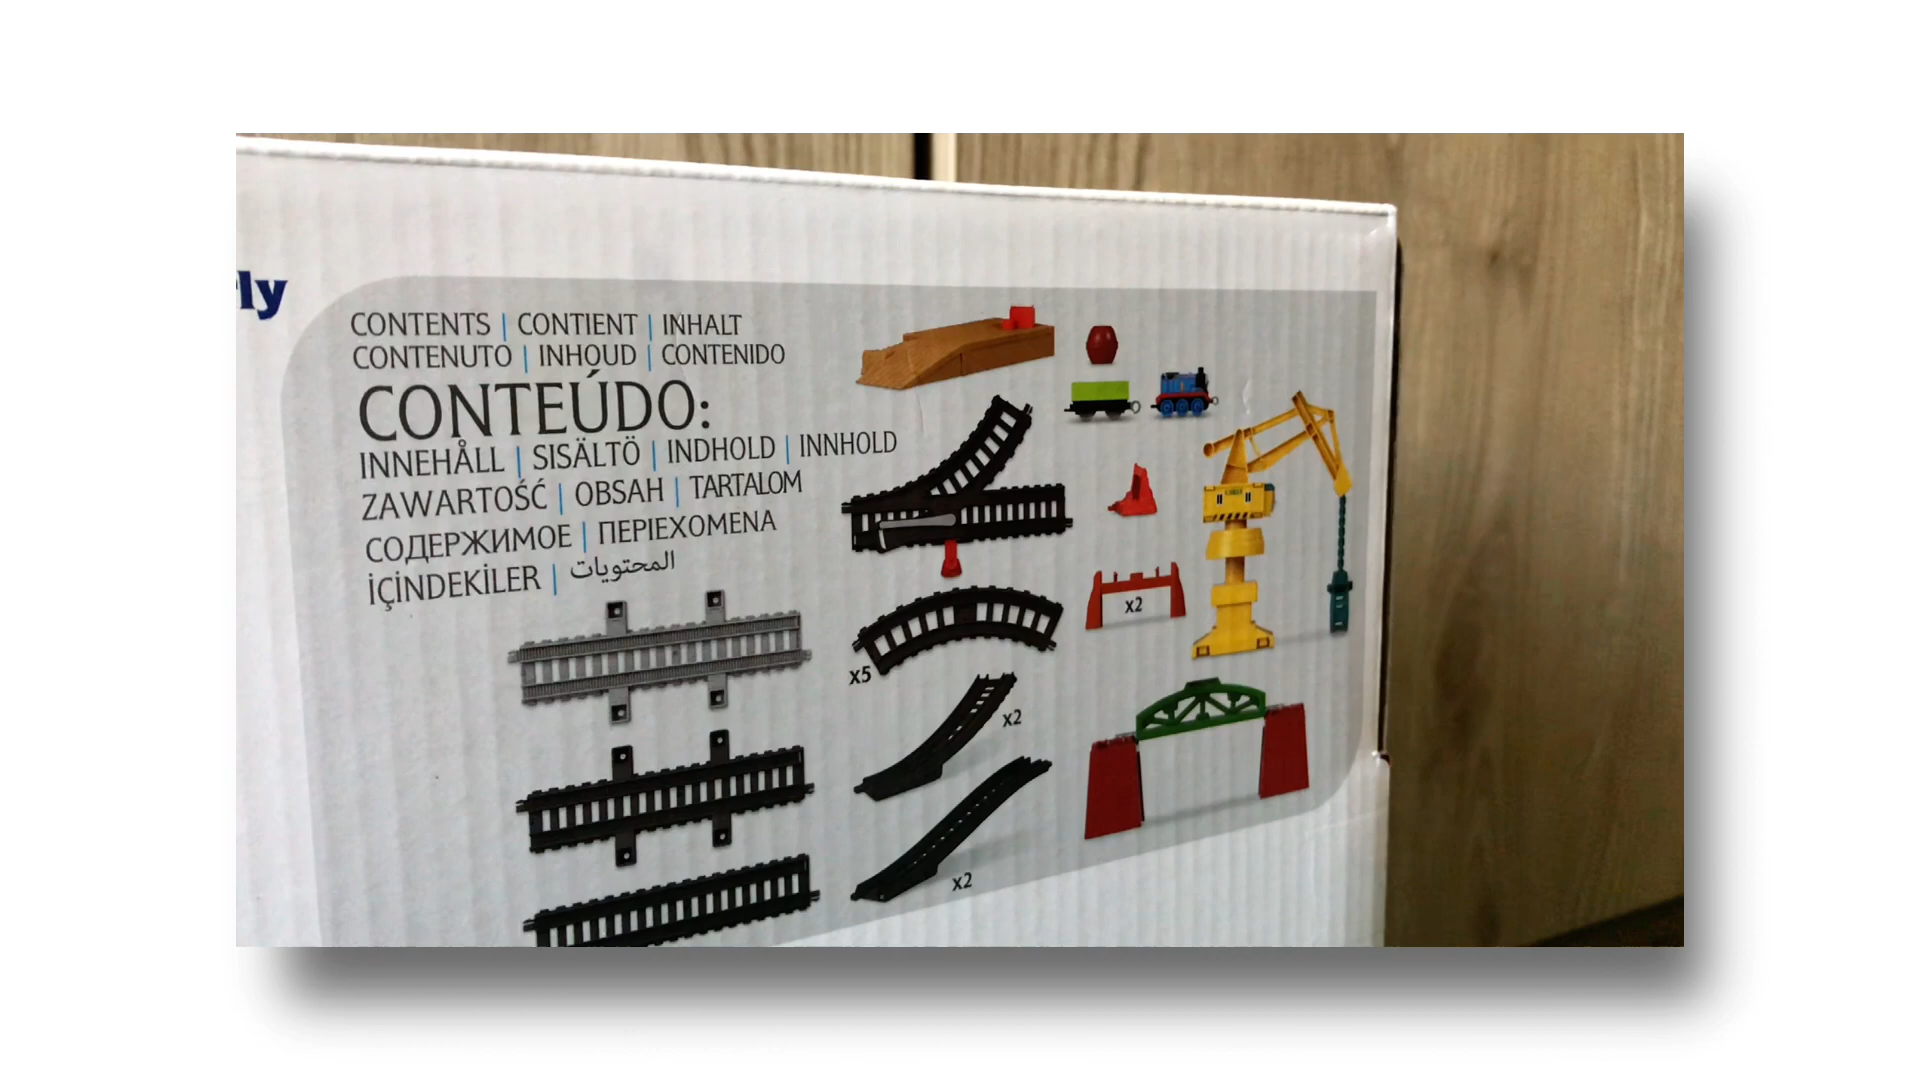 ly
CONTENTS | CONTIENT | INHALT
CONTENUTO | INHOUD | CONTENIDO
CONTEÚDO:
INNEHÅLL | SISÄLTÖ | INDHOLD | INNHOLD
ZAWARTOŚĆ | OBSAH | TARTALOM
СОДЕРЖИМОЕ | ΠΕΡΙΕΧΟΜΕΝΑ
İÇİNDEKİLER | المحتويات
x2
x5
x2
x2